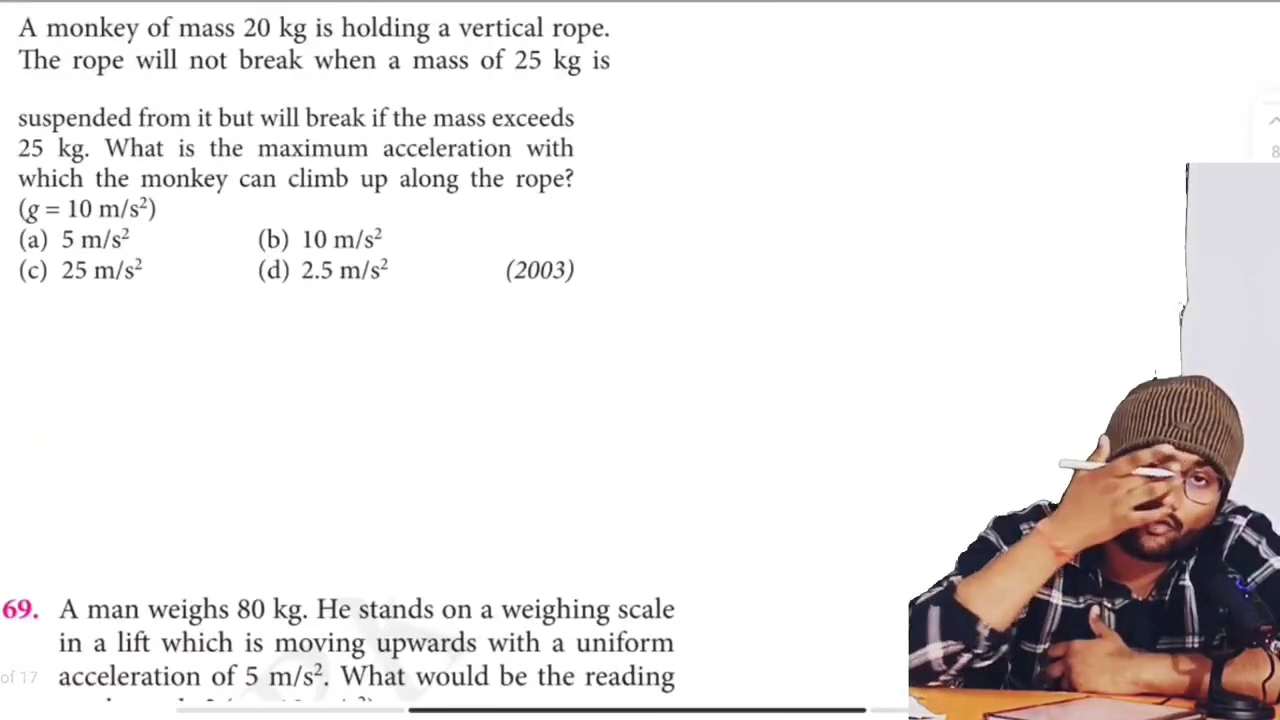 A monkey of mass 20 kg is holding a vertical rope.
The rope will not break when a mass of 25 kg is
suspended from it but will break if the mass exceeds
25 kg. What is the maximum acceleration with
which the monkey can climb up along the rope?
(g = 10 m/s²)
(a) 5 m/s² (b) 10 m/s²
(c) 25 m/s² (d) 2.5 m/s² (2003)
8
69. A man weighs 80 kg. He stands on a weighing scale
in a lift which is moving upwards with a uniform
of 17 acceleration of 5 m/s². What would be the reading